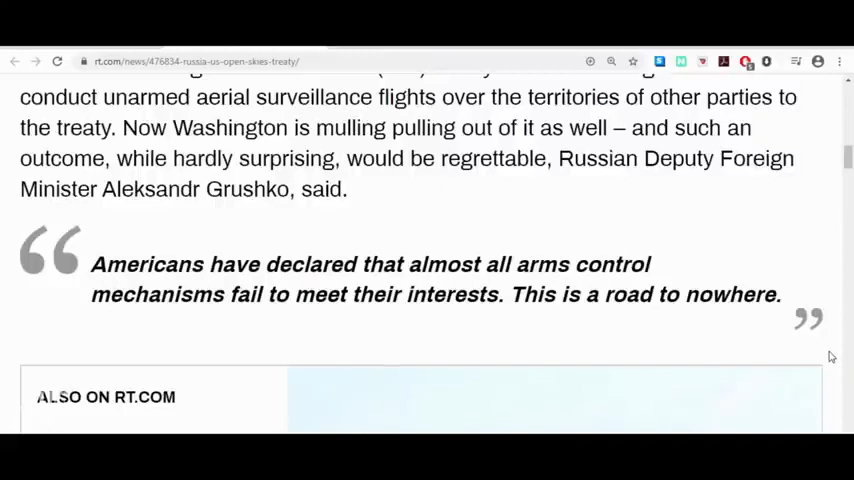 rt.com/news/476834-russia-us-open-skies-treaty/
conduct unarmed aerial surveillance flights over the territories of other parties to
the treaty. Now Washington is mulling pulling out of it as well – and such an
outcome, while hardly surprising, would be regrettable, Russian Deputy Foreign
Minister Aleksandr Grushko, said.
“
Americans have declared that almost all arms control
mechanisms fail to meet their interests. This is a road to nowhere.
”
ALSO ON RT.COM